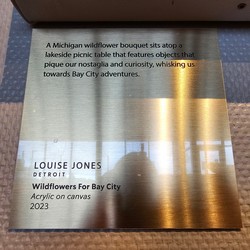 A Michigan wildflower bouquet sits atop a
lakeside picnic table that features objects that
pique our nostaglia and curiosity, whisking us
towards Bay City adventures.
LOUISE JONES
DETROIT
Wildflowers For Bay City
Acrylic on canvas
2023